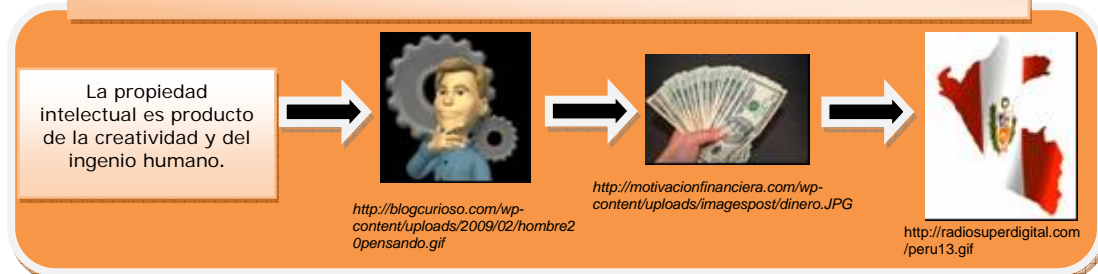 La propiedad
intelectual es producto
de la creatividad y del
ingenio humano.
http://blogcurioso.com/wp-
content/uploads/2009/02/hombre2
0pensando.gif
http://motivacionfinanciera.com/wp-
content/uploads/imagespost/dinero.JPG
http://radiosuperdigital.com
/peru13.gif